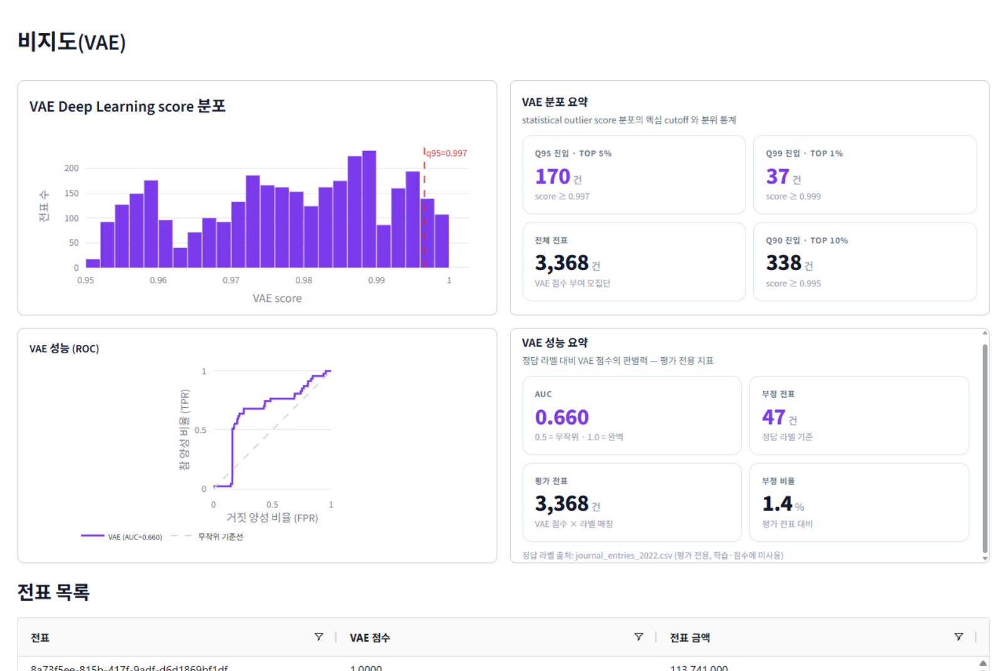 비지도(VAE)
VAE Deep Learning score 분포
q95=0.997
전표 수
200
150
100
50
0
0.95
0.96
0.97
0.98
0.99
1
VAE score
VAE 분포 요약
statistical outlier score 분포의 핵심 cutoff 와 분위 통계
Q95 진입 · TOP 5%
170 건
score ≥ 0.997
Q99 진입 · TOP 1%
37 건
score ≥ 0.999
전체 전표
3,368 건
VAE 점수 부여 모집단
Q90 진입 · TOP 10%
338 건
score ≥ 0.995
VAE 성능 (ROC)
참 양성 비율 (TPR)
1
0.5
0
0
0.5
1
거짓 양성 비율 (FPR)
VAE (AUC=0.660)
무작위 기준선
VAE 성능 요약
정답 라벨 대비 VAE 점수의 판별력 — 평가 전용 지표
AUC
0.660
0.5 = 무작위 · 1.0 = 완벽
부정 전표
47 건
정답 라벨 기준
평가 전표
3,368 건
VAE 점수 × 라벨 매칭
부정 비율
1.4 %
평가 전표 대비
정답 라벨 출처: journal_entries_2022.csv (평가 전용, 학습·점수에 미사용)
전표 목록
전표
VAE 점수
전표 금액
8a73f5ee-815b-417f-9adf-d6d1869bf1df
1.0000
113,741,000